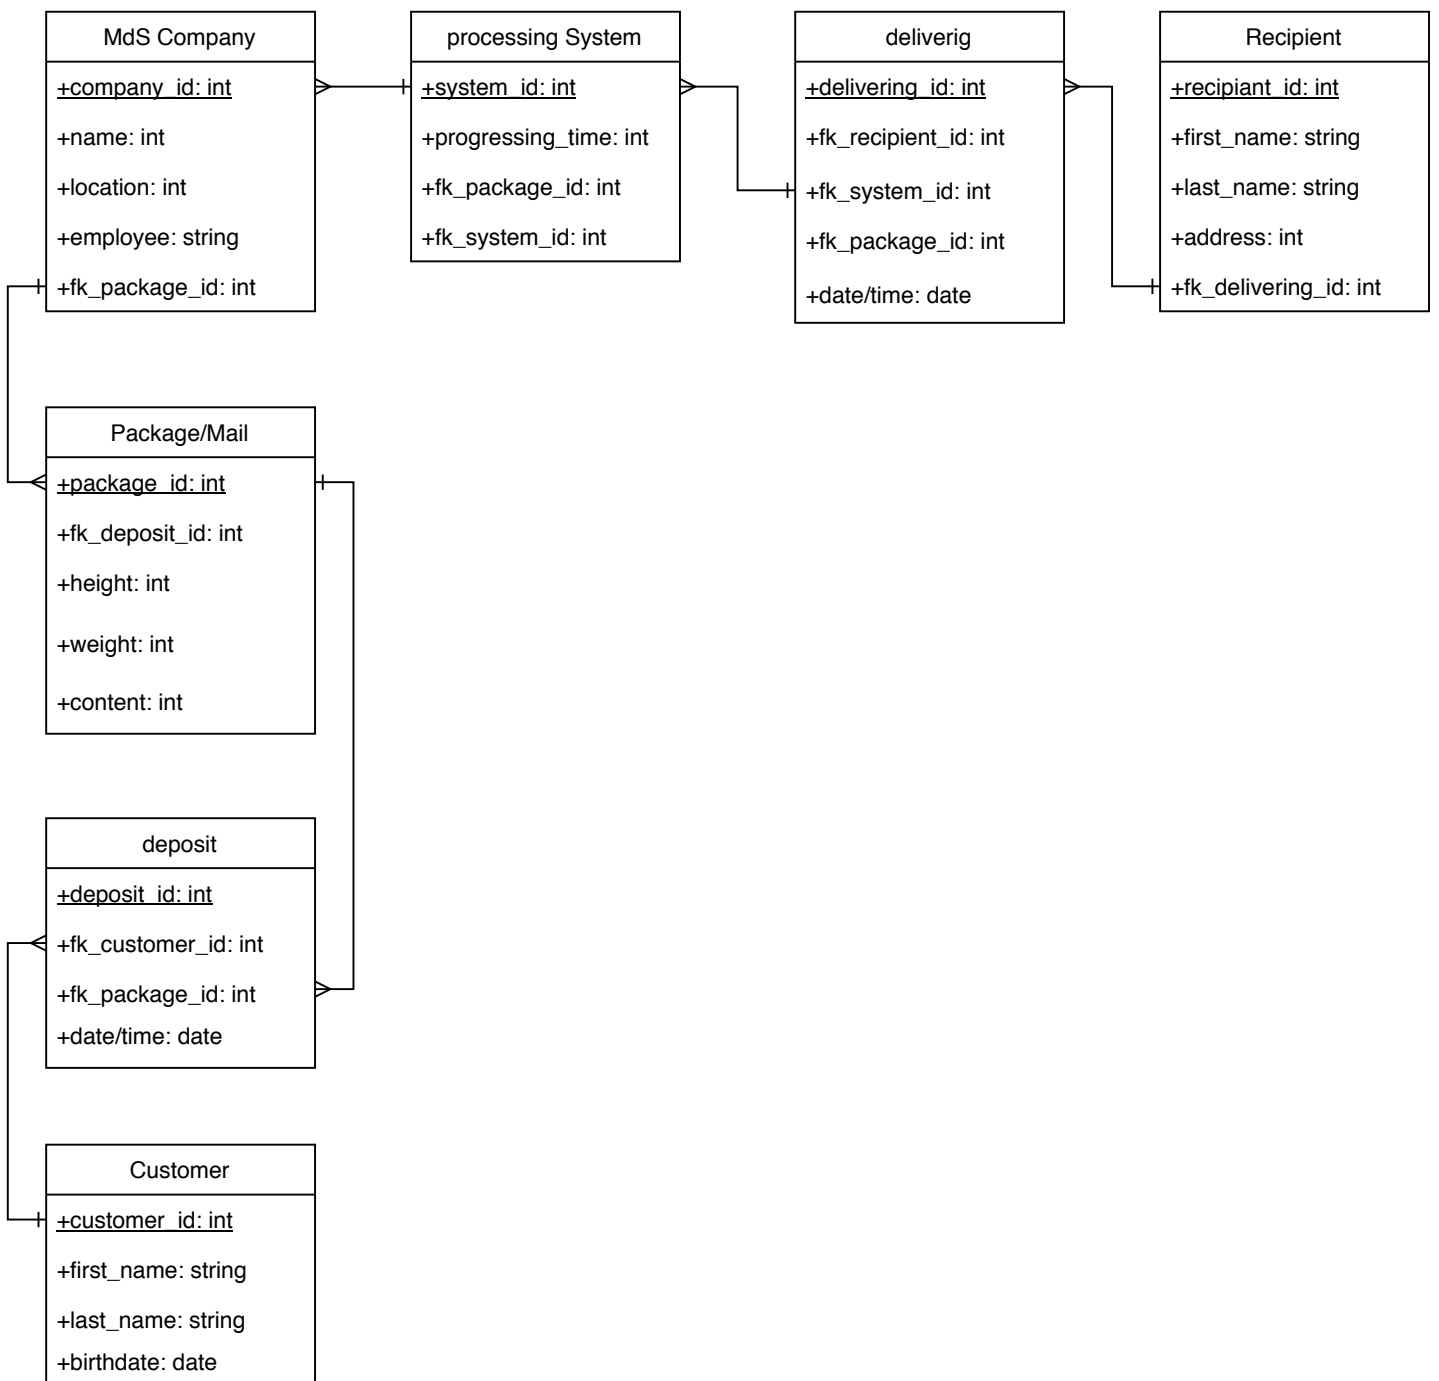 MdS Company
+company_id: int
+name: int
+location: int
+employee: string
+fk_package_id: int
processing System
+system_id: int
+progressing_time: int
+fk_package_id: int
+fk_system_id: int
deliverig
+delivering_id: int
+fk_recipient_id: int
+fk_system_id: int
+fk_package_id: int
+date/time: date
Recipient
+recipiant_id: int
+first_name: string
+last_name: string
+address: int
+fk_delivering_id: int
Package/Mail
+package_id: int
+fk_deposit_id: int
+height: int
+weight: int
+content: int
deposit
+deposit_id: int
+fk_customer_id: int
+fk_package_id: int
+date/time: date
Customer
+customer_id: int
+first_name: string
+last_name: string
+birthdate: date